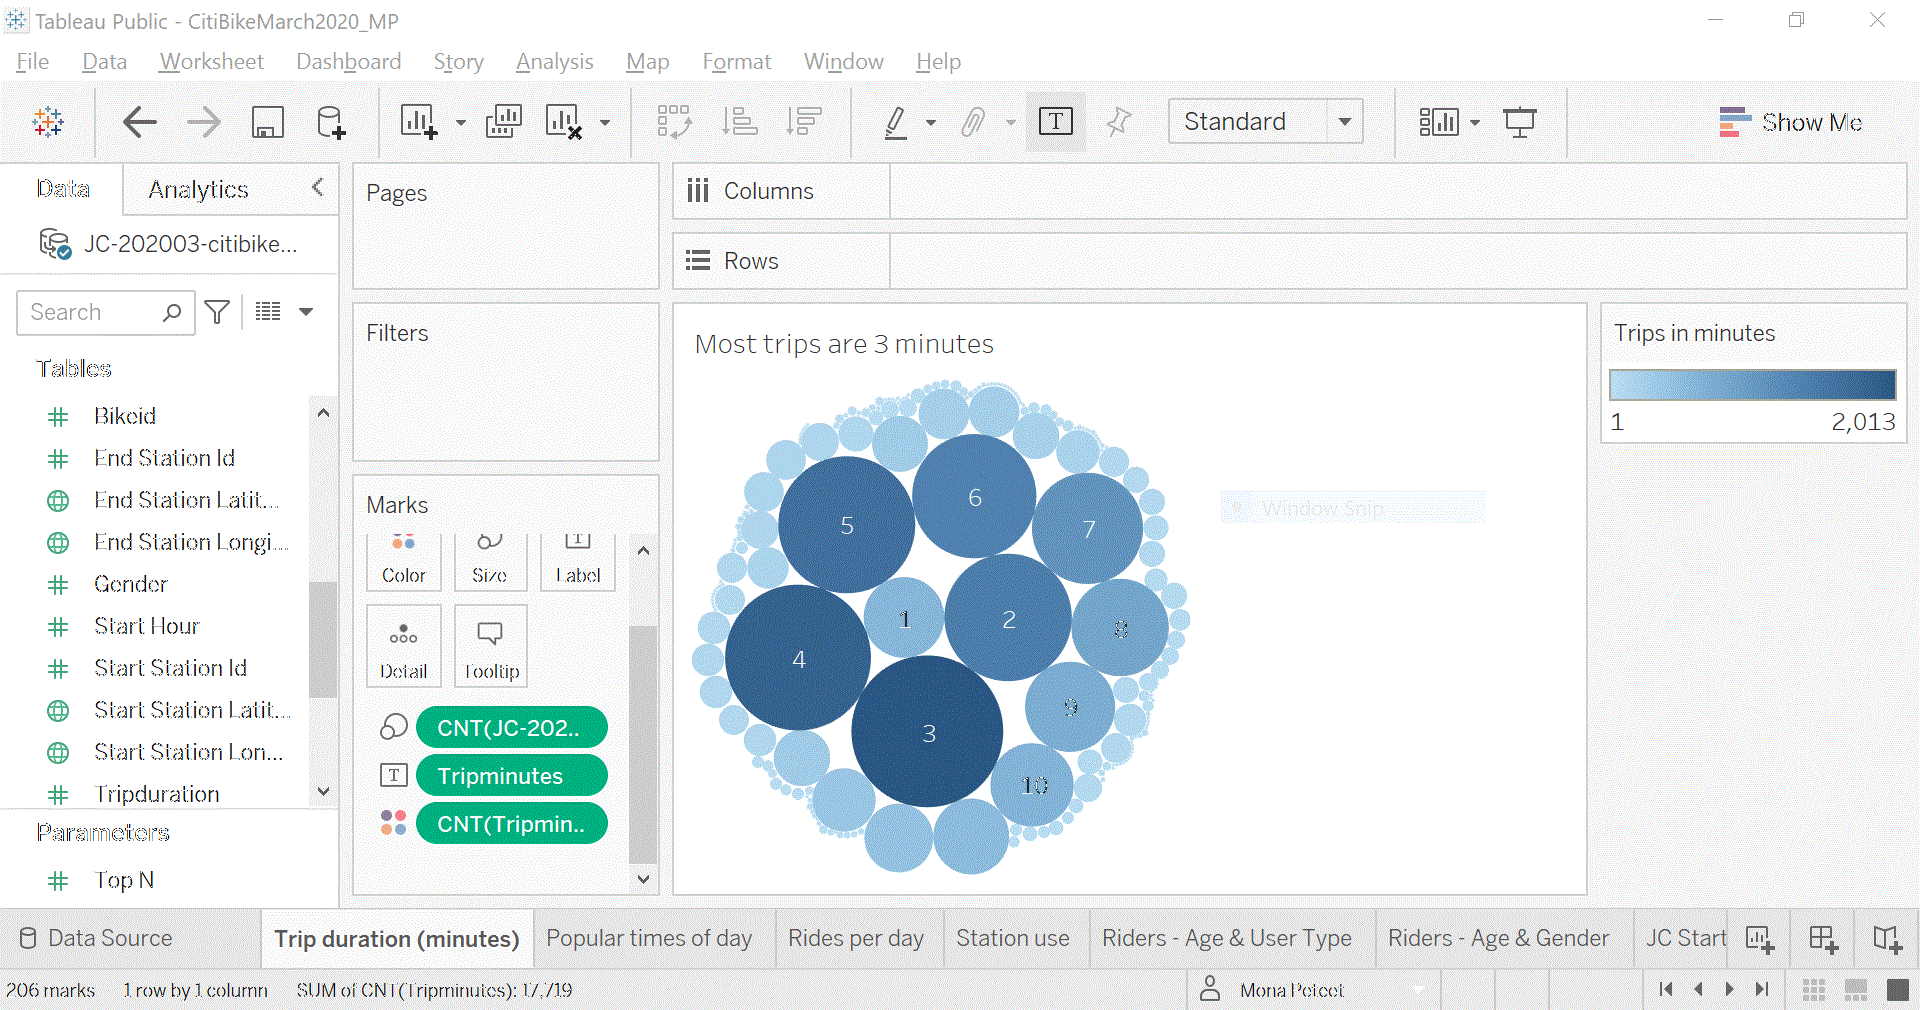 Tableau Public - CitiBikeMarch2020_MP
File Data Worksheet Dashboard Story Analysis Map Format Window Help
Standard
Show Me
Data
Analytics
JC-202003-citibike...
Search
Tables
Bikeid
End Station Id
End Station Latit...
End Station Longi...
Gender
Start Hour
Start Station Id
Start Station Latit...
Start Station Lon...
Tripduration
Parameters
Top N
Pages
Filters
Marks
Color
Size
Label
Detail
Tooltip
CNT(JC-202..
Tripminutes
CNT(Tripmin..
Columns
Rows
Most trips are 3 minutes
6
5
7
1
2
8
4
9
3
10
Window Snip
Trips in minutes
1 2,013
Data Source
Trip duration (minutes)
Popular times of day
Rides per day
Station use
Riders - Age & User Type
Riders - Age & Gender
JC Start
206 marks 1 row by 1 column SUM of CNT(Tripminutes): 17,719
Mona Peteet